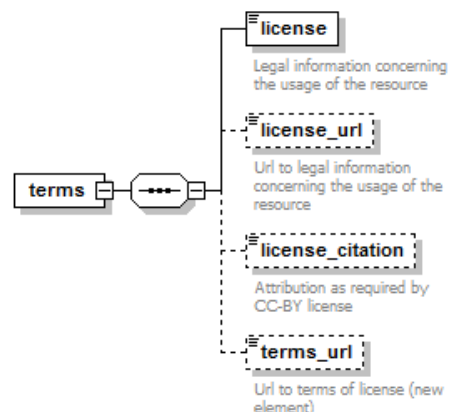 license
Legal information concerning
the usage of the resource
license_url
Url to legal information
concerning the usage of the
resource
terms
license_citation
Attribution as required by
CC-BY license
terms_url
Url to terms of license (new
element)